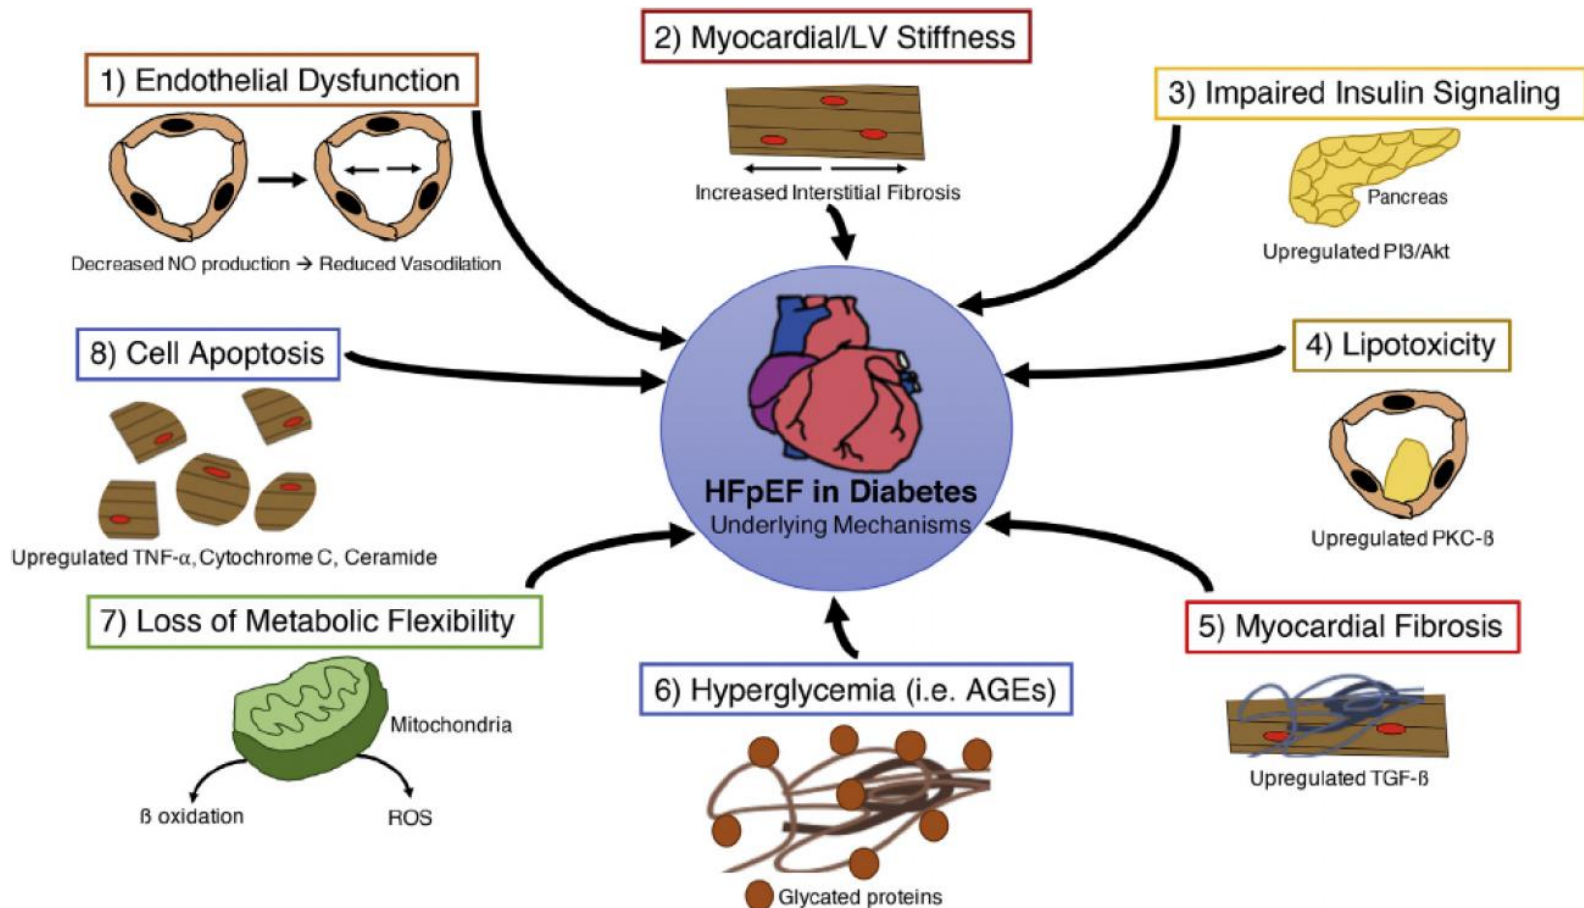 1) Endothelial Dysfunction
Decreased NO production → Reduced Vasodilation
2) Myocardial/LV Stiffness
Increased Interstitial Fibrosis
3) Impaired Insulin Signaling
Pancreas
Upregulated PI3/Akt
4) Lipotoxicity
Upregulated PKC-ß
5) Myocardial Fibrosis
Upregulated TGF-ß
6) Hyperglycemia (i.e. AGEs)
Glycated proteins
7) Loss of Metabolic Flexibility
Mitochondria
ß oxidation
ROS
8) Cell Apoptosis
Upregulated TNF-α, Cytochrome C, Ceramide
HFpEF in Diabetes
Underlying Mechanisms